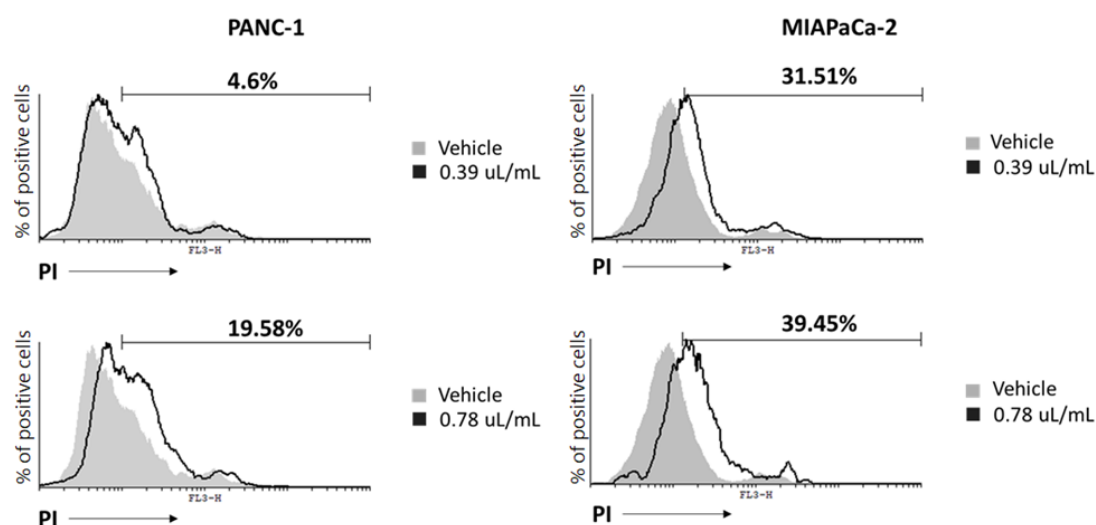 PANC-1
MIAPaCa-2
4.6%
% of positive cells
Vehicle
0.39 uL/mL
FL3-H
PI
31.51%
% of positive cells
Vehicle
0.39 uL/mL
FL3-H
PI
19.58%
% of positive cells
Vehicle
0.78 uL/mL
FL3-H
PI
39.45%
% of positive cells
Vehicle
0.78 uL/mL
FL3-H
PI